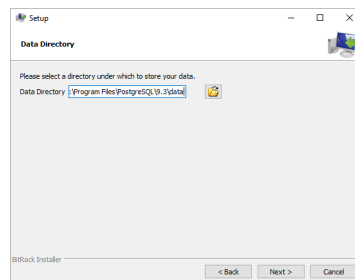 Setup
Data Directory
Please select a directory under which to store your data.
Data Directory :\Program Files\PostgreSQL\9.3\data
BitRock Installer
< Back Next > Cancel